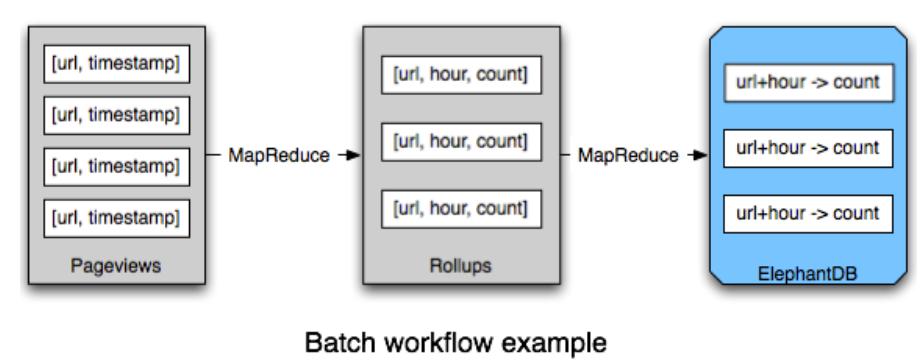 [url, timestamp]
[url, timestamp]
[url, timestamp]
[url, timestamp]
Pageviews
MapReduce
[url, hour, count]
[url, hour, count]
[url, hour, count]
Rollups
MapReduce
url+hour -> count
url+hour -> count
url+hour -> count
ElephantDB
Batch workflow example